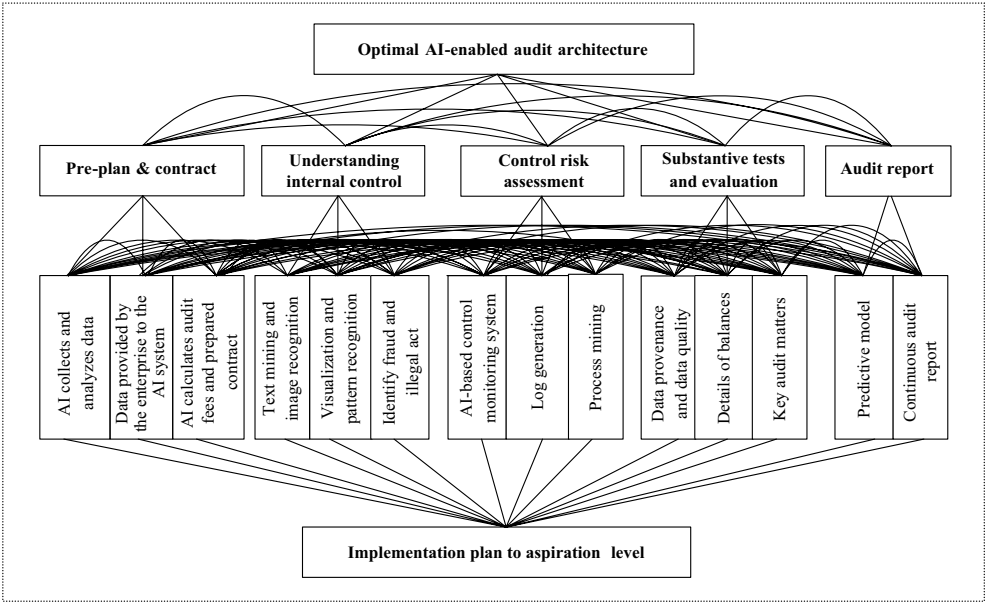 Optimal AI-enabled audit architecture
Pre-plan & contract
Understanding
internal control
Control risk
assessment
Substantive tests
and evaluation
Audit report
AI collects and
analyzes data
Data provided by
the enterprise to the
AI system
AI calculates audit
fees and prepared
contract
Text mining and
image recognition
Visualization and
pattern recognition
Identify fraud and
illegal act
AI-based control
monitoring system
Log generation
Process mining
Data provenance
and data quality
Details of balances
Key audit matters
Predictive model
Continuous audit
report
Implementation plan to aspiration level